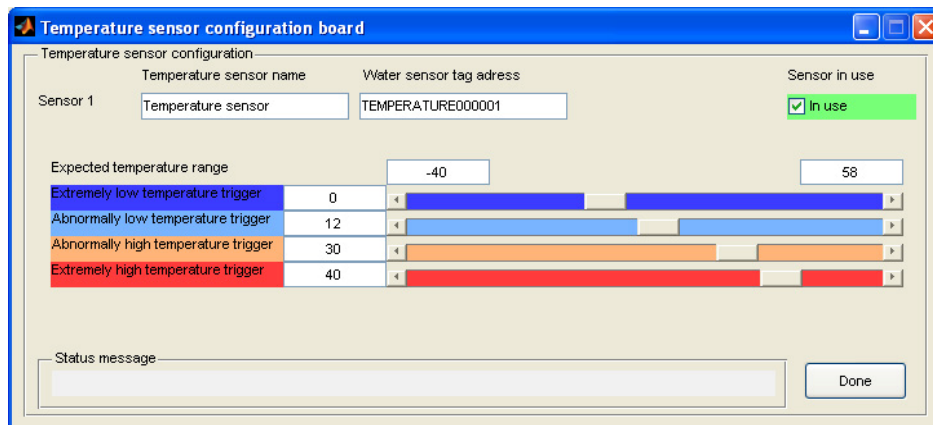 Temperature sensor configuration board
Temperature sensor configuration
Temperature sensor name Water sensor tag adress Sensor in use
Sensor 1 Temperature sensor TEMPERATURE000001 In use
Expected temperature range -40 58
Extremely low temperature trigger 0
Abnormally low temperature trigger 12
Abnormally high temperature trigger 30
Extremely high temperature trigger 40
Status message
Done